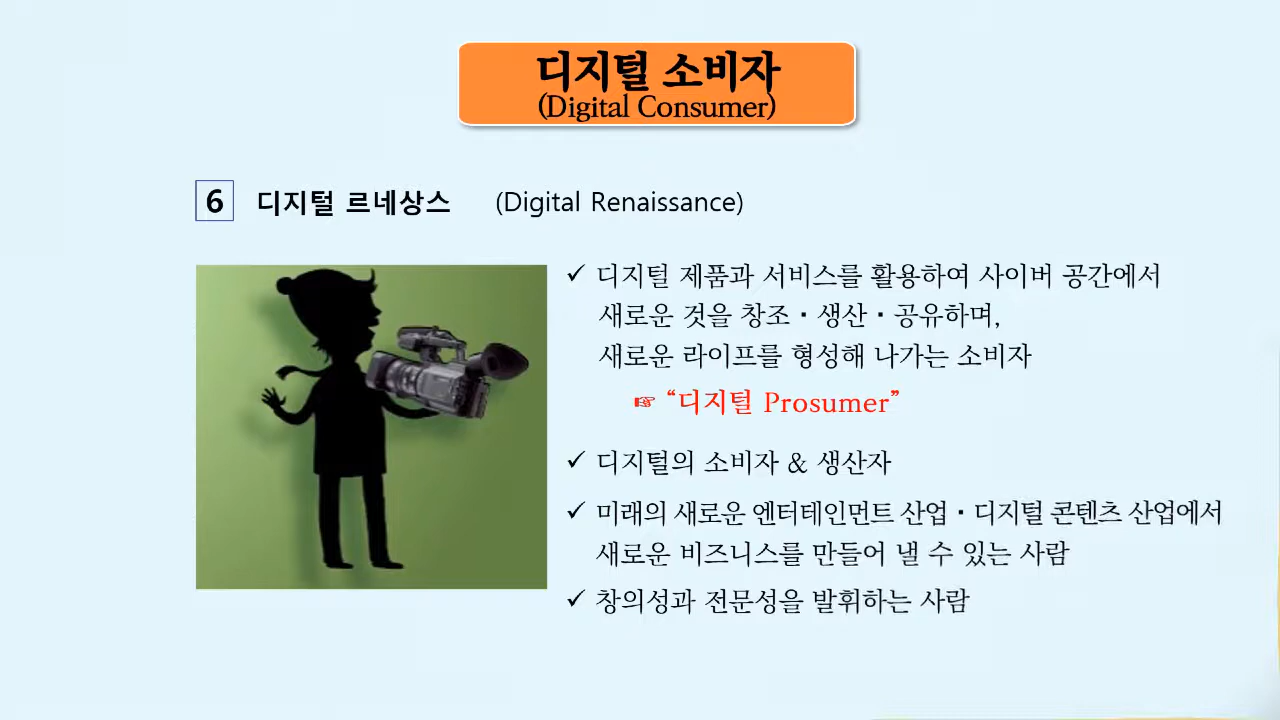 디지털 소비자
(Digital Consumer)
6 디지털 르네상스 (Digital Renaissance)
✓ 디지털 제품과 서비스를 활용하여 사이버 공간에서
새로운 것을 창조・생산・공유하며,
새로운 라이프를 형성해 나가는 소비자
☞ “디지털 Prosumer”
✓ 디지털의 소비자 & 생산자
✓ 미래의 새로운 엔터테인먼트 산업・디지털 콘텐츠 산업에서
새로운 비즈니스를 만들어 낼 수 있는 사람
✓ 창의성과 전문성을 발휘하는 사람